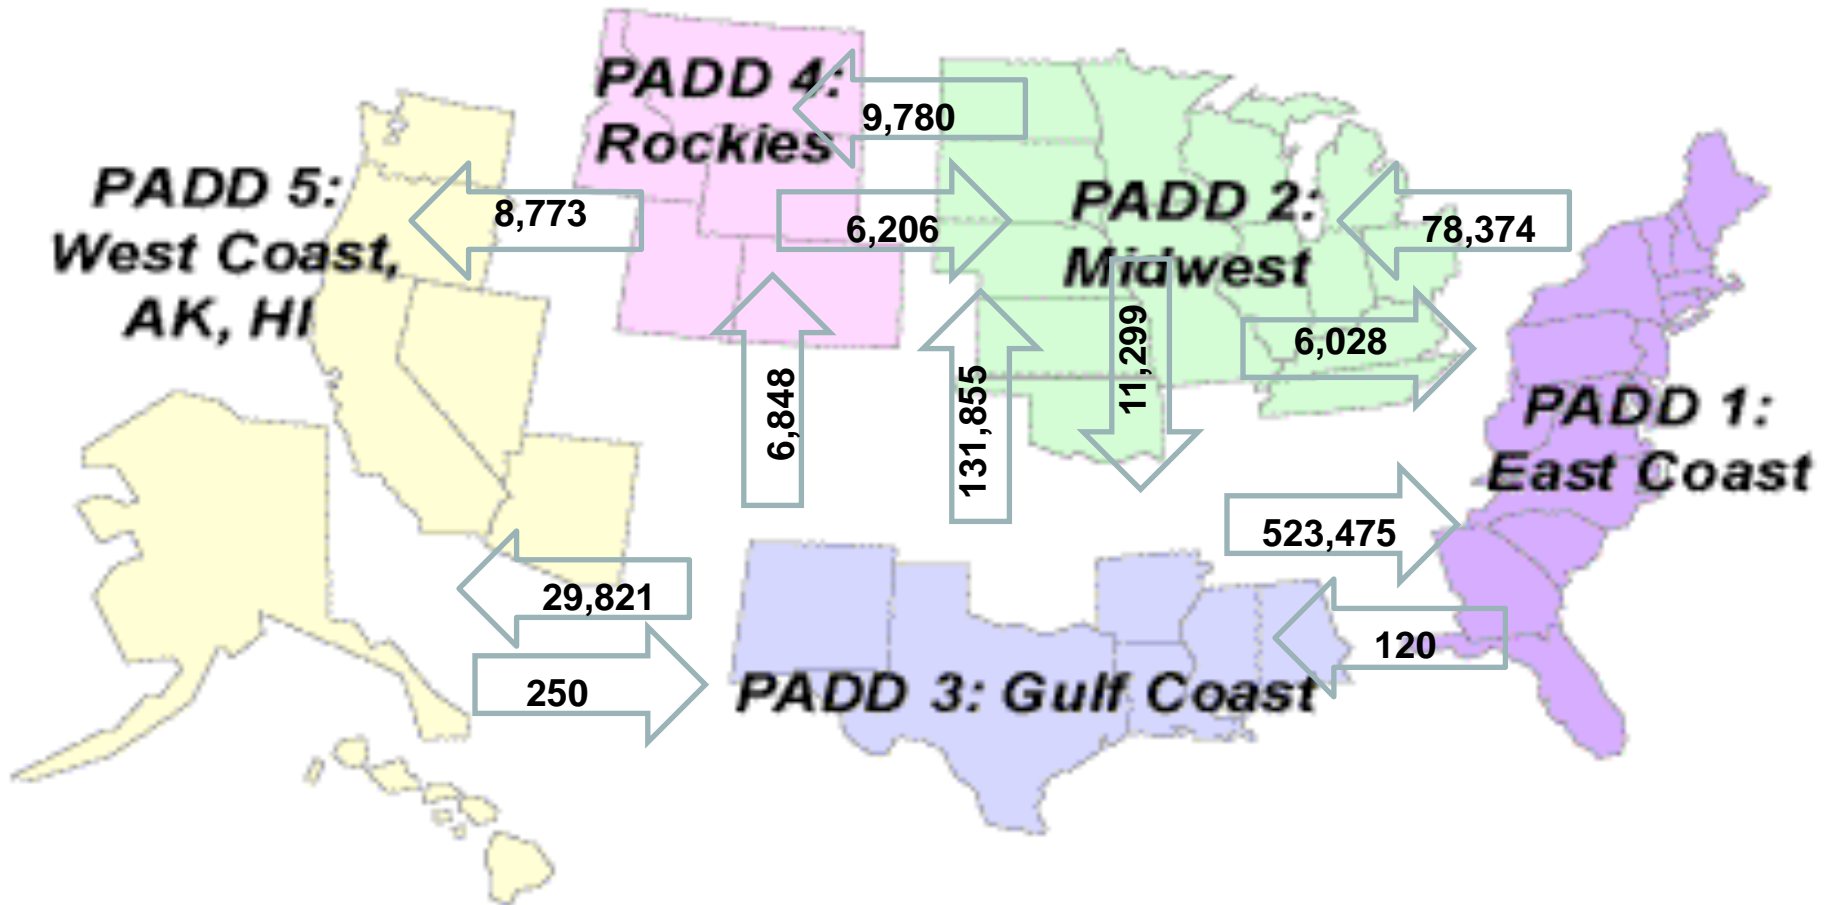 PADD 4:
Rockies
9,780
PADD 5:
West Coast,
AK, HI
8,773
6,206
PADD 2:
Midwest
78,374
6,848
131,855
11,299
6,028
PADD 1:
East Coast
523,475
29,821
120
250
PADD 3: Gulf Coast